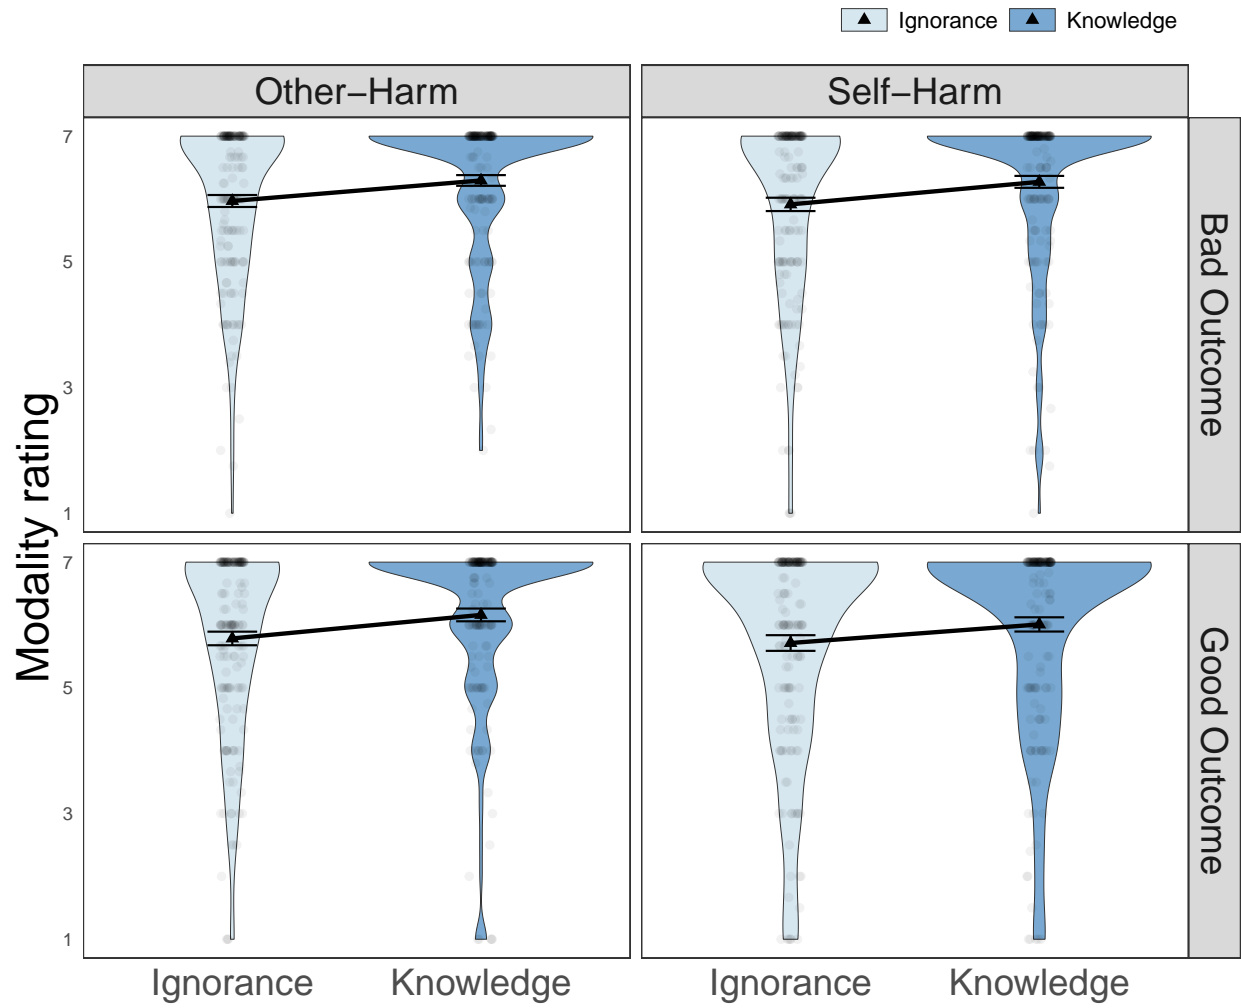 Ignorance Knowledge
Other−Harm
Self−Harm
Modality rating
7
5
3
1
Bad Outcome
7
5
3
1
Good Outcome
Ignorance Knowledge
Ignorance Knowledge